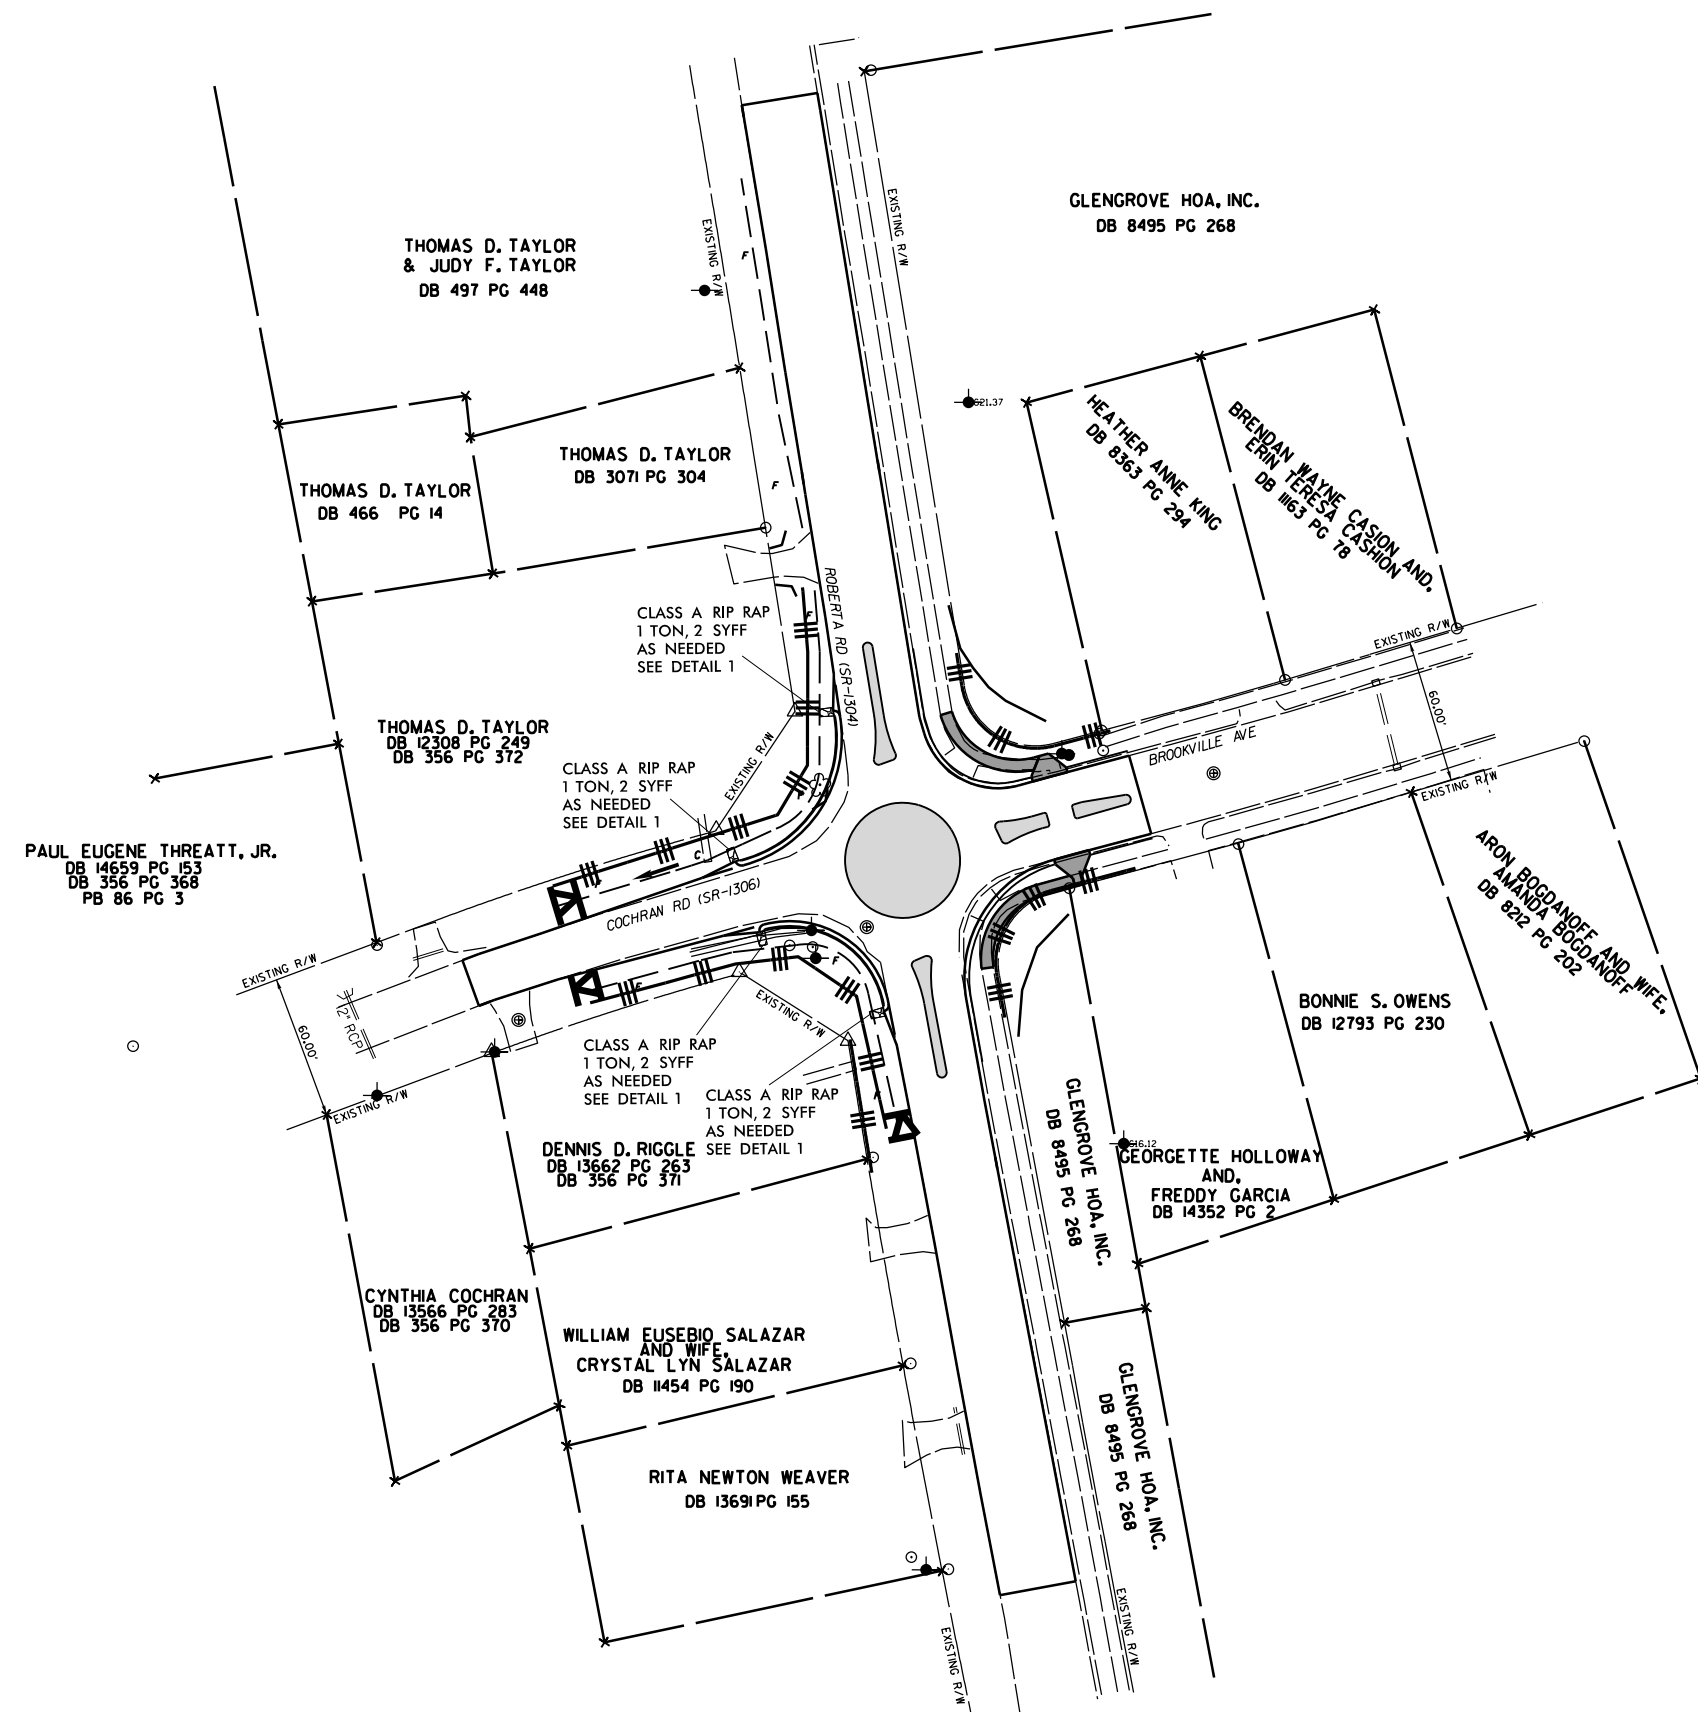 GLENGROVE HOA, INC.
DB 8495 PG 268
EXISTING R/W
EXISTING R/W
THOMAS D. TAYLOR
& JUDY F. TAYLOR
DB 497 PG 448
F
621.37
HEATHER ANNE KING
DB 8363 PG 294
BRENDAN WAYNE CASION AND,
ERIN TERESA CASHION
DB 11163 PG 78
THOMAS D. TAYLOR
DB 3071 PG 304
THOMAS D. TAYLOR
DB 466 PG 14
F
ROBERTA RD (SR-1304)
CLASS A RIP RAP
1 TON, 2 SYFF
AS NEEDED
SEE DETAIL 1
F
EXISTING R/W
60.00'
THOMAS D. TAYLOR
DB 12308 PG 249
DB 356 PG 372
EXISTING R/W
BROOKVILLE AVE
CLASS A RIP RAP
1 TON, 2 SYFF
AS NEEDED
SEE DETAIL 1
EXISTING R/W
C
PAUL EUGENE THREATT, JR.
DB 14659 PG 153
DB 356 PG 368
PB 86 PG 3
COCHRAN RD (SR-1306)
ARON BOGDANOFF AND WIFE,
AMANDA BOGDANOFF
DB 8212 PG 202
EXISTING R/W
F
F
60.00'
12" RCP
EXISTING R/W
EXISTING R/W
BONNIE S. OWENS
DB 12793 PG 230
CLASS A RIP RAP
1 TON, 2 SYFF
AS NEEDED
SEE DETAIL 1
CLASS A RIP RAP
1 TON, 2 SYFF
AS NEEDED
SEE DETAIL 1
F
GLENGROVE HOA, INC.
DB 8495 PG 268
616.12
GEORGETTE HOLLOWAY
AND,
FREDDY GARCIA
DB 14352 PG 2
DENNIS D. RIGGLE
DB 13662 PG 263
DB 356 PG 371
CYNTHIA COCHRAN
DB 13566 PG 283
DB 356 PG 370
WILLIAM EUSEBIO SALAZAR
AND WIFE,
CRYSTAL LYN SALAZAR
DB 11454 PG 190
GLENGROVE HOA, INC.
DB 8495 PG 268
RITA NEWTON WEAVER
DB 13691 PG 155
EXISTING R/W
EXISTING R/W